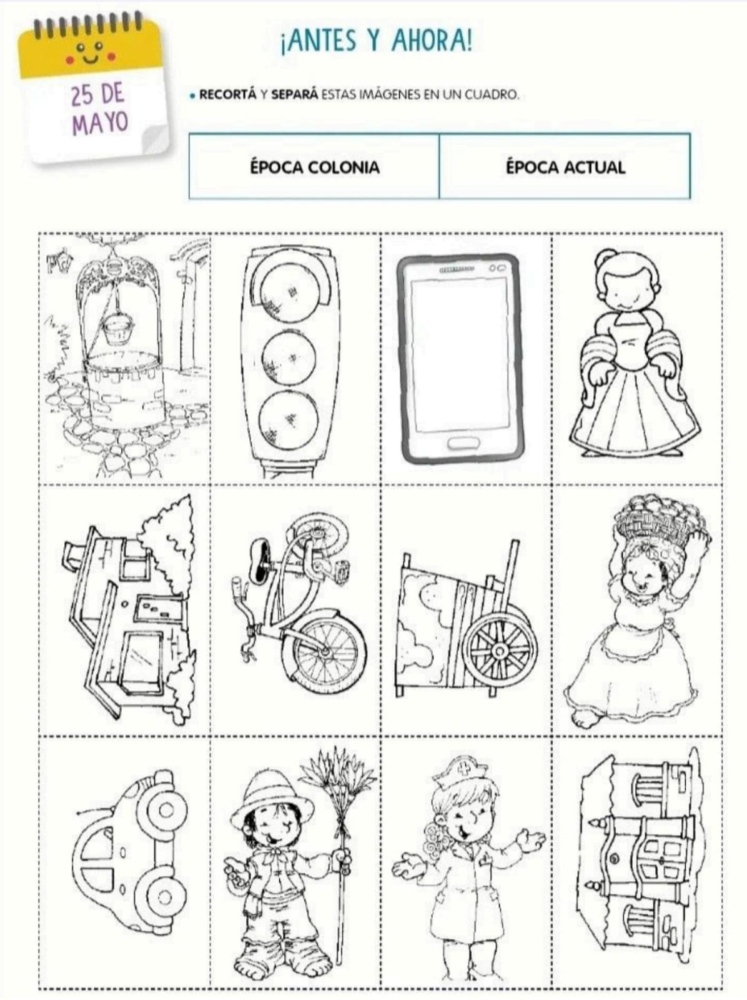 ¡ANTES Y AHORA!
25 DE
MAYO
• RECORTÁ Y SEPARÁ ESTAS IMÁGENES EN UN CUADRO.
ÉPOCA COLONIA
ÉPOCA ACTUAL